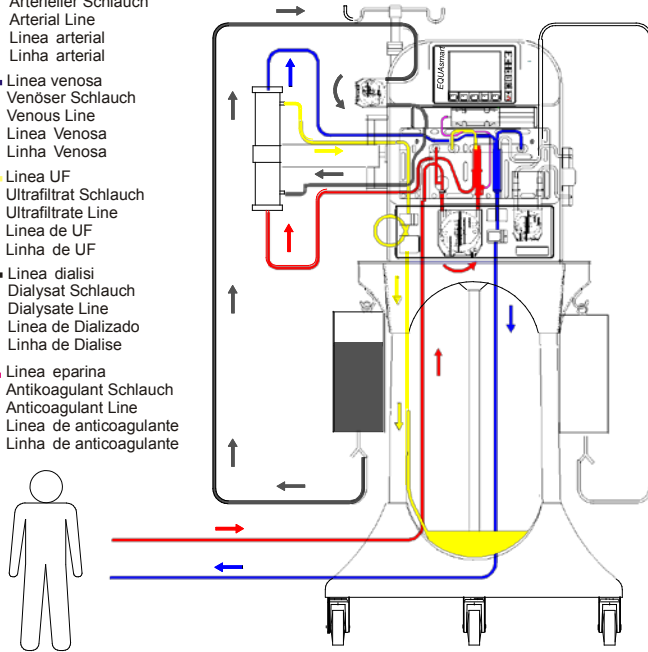 Arterieller Schlauch
Arterial Line
Linea arterial
Linha arterial
Linea venosa
Venöser Schlauch
Venous Line
Linea Venosa
Linha Venosa
Linea UF
Ultrafiltrat Schlauch
Ultrafiltrate Line
Linea de UF
Linha de UF
Linea dialisi
Dialysat Schlauch
Dialysate Line
Linea de Dializado
Linha de Dialise
Linea eparina
Antikoagulant Schlauch
Anticoagulant Line
Linea de anticoagulante
Linha de anticoagulante
EQUAsmart